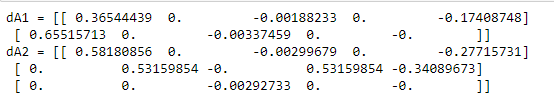 dA1 = [[ 0.36544439 0. -0.00188233 0. -0.17408748]
[ 0.65515713 0. -0.00337459 0. -0. ]]
dA2 = [[ 0.58180856 0. -0.00299679 0. -0.27715731]
[ 0. 0.53159854 -0. 0.53159854 -0.34089673]
[ 0. 0. -0.00292733 0. -0. ]]